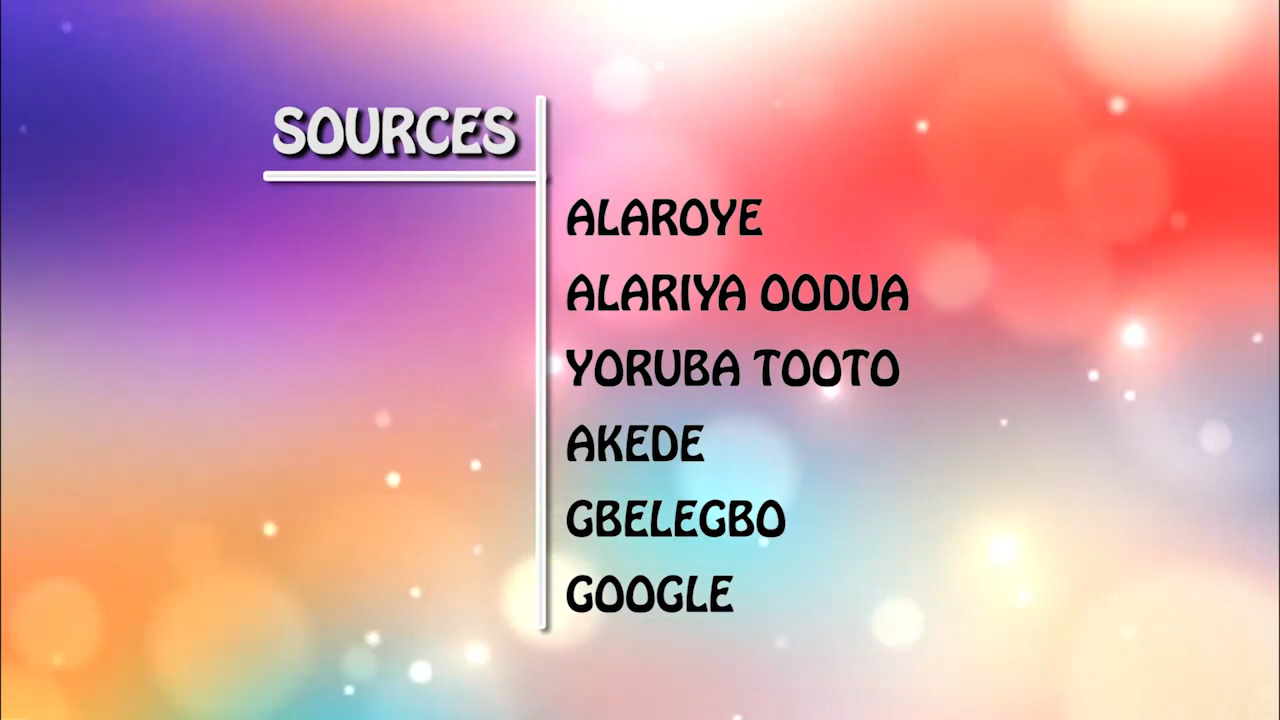 SOURCES
ALAROYE
ALARIYA OODUA
YORUBA TOOTO
AKEDE
GBELEGBO
GOOGLE